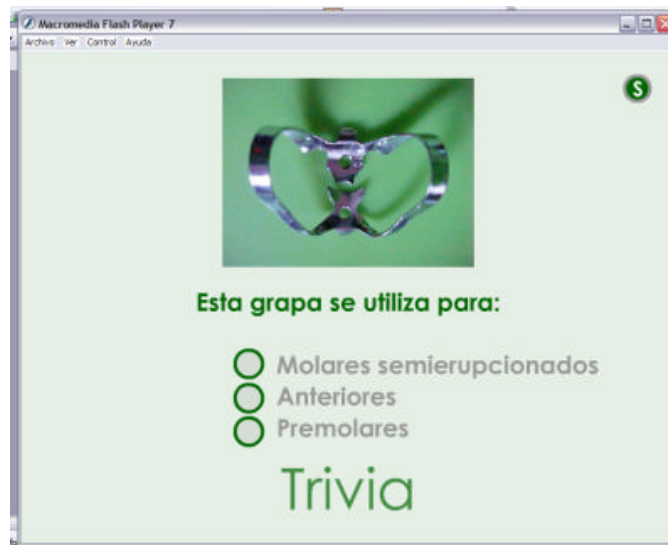 Macromedia Flash Player 7
Archivo Ver Control Ayuda
S
Esta grapa se utiliza para:
Molares semierupcionados
Anteriores
Premolares
Trivia